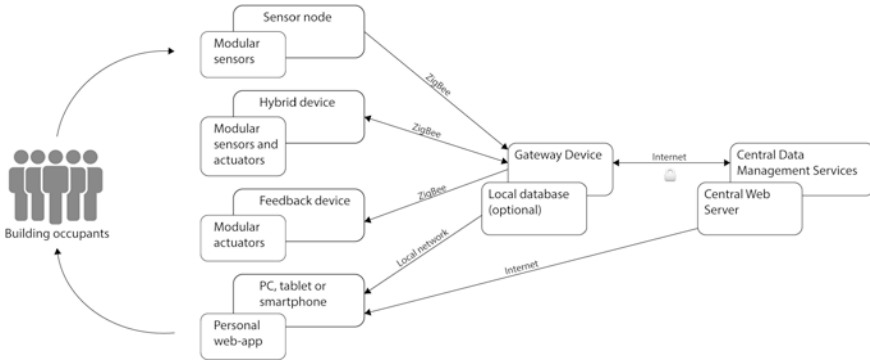 Sensor node
Modular
sensors
ZigBee
Hybrid device
Modular
sensors and
actuators
ZigBee
Gateway Device
Local database
(optional)
Internet
Central Data
Management Services
Central Web
Server
Building occupants
Feedback device
Modular
actuators
ZigBee
Local network
Internet
PC, tablet or
smartphone
Personal
web-app